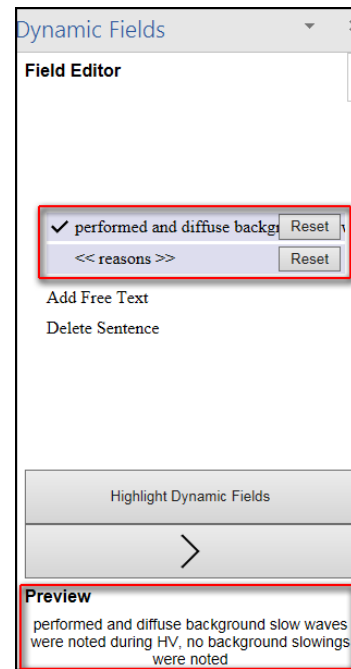 Dynamic Fields
Field Editor
performed and diffuse backgr Reset
<< reasons >> Reset
Add Free Text
Delete Sentence
Highlight Dynamic Fields
Preview
performed and diffuse background slow waves
were noted during HV, no background slowings
were noted